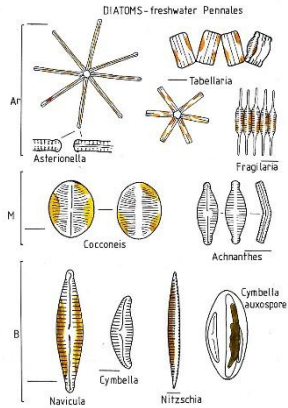 DIATOMS - freshwater Pennales
Ar
Tabellaria
Asterionella
Fragilaria
M
Cocconeis
Achnanthes
B
Cymbella
auxospore
Cymbella
Navicula
Nitzschia